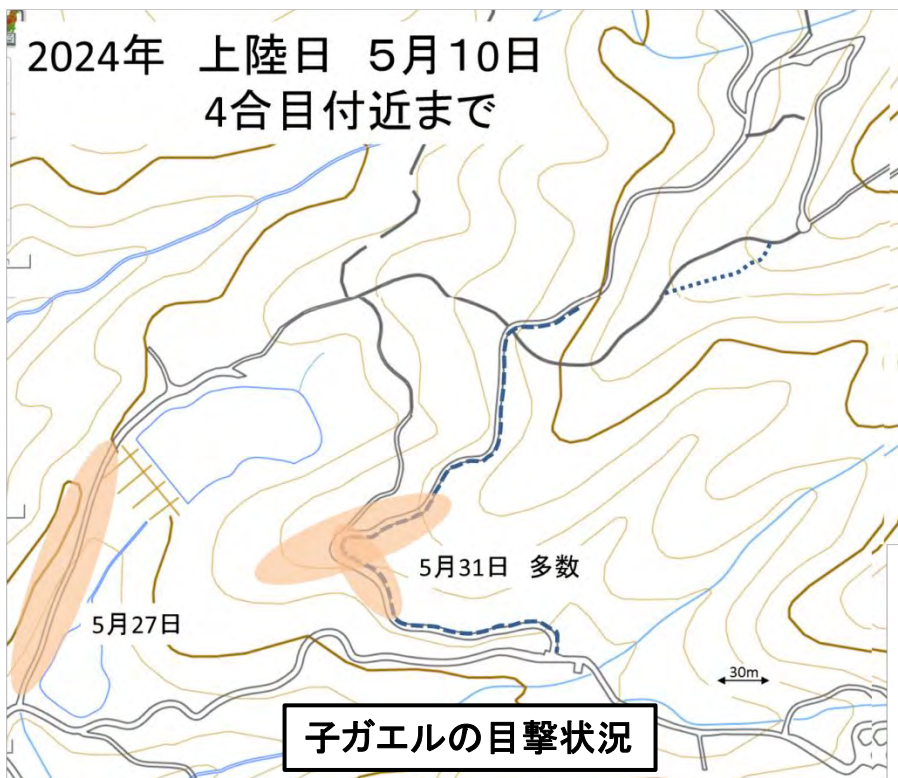 2024年 上陸日 5月10日
4合目付近まで
5月31日 多数
5月27日
30m
子ガエルの目撃状況